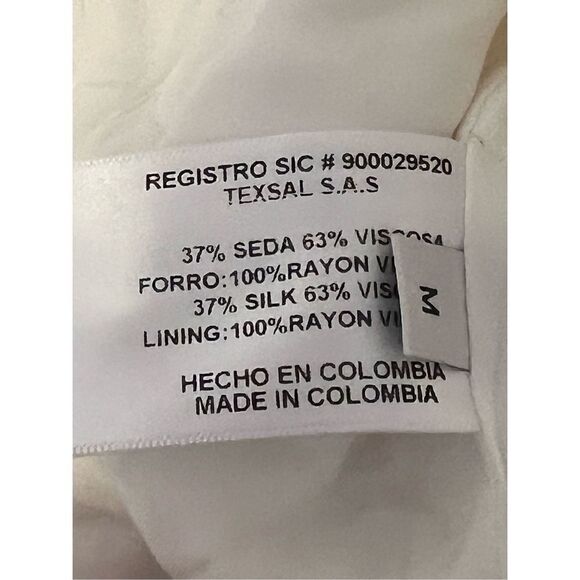 REGISTRO SIC # 900029520
TEXSAL S.A.S
37% SEDA 63% VISCOSA
FORRO:100%RAYON
37% SILK 63%
LINING:100%RAYON
M
HECHO EN COLOMBIA
MADE IN COLOMBIA